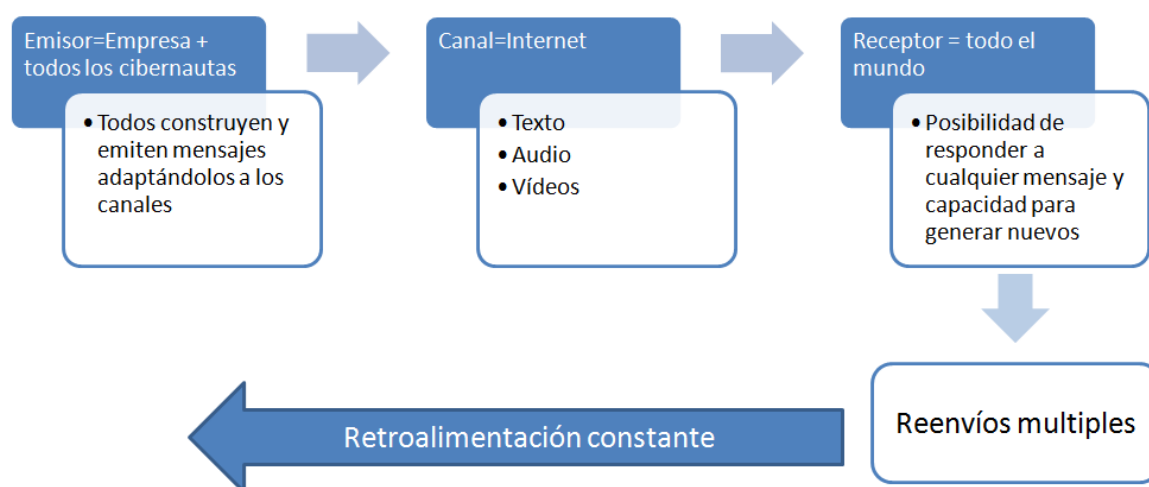 Emisor=Empresa +
todos los cibernautas
• Todos construyen y
emiten mensajes
adaptándolos a los
canales
Canal=Internet
• Texto
• Audio
• Vídeos
Receptor = todo el
mundo
• Posibilidad de
responder a
cualquier mensaje y
capacidad para
generar nuevos
Reenvíos multiples
Retroalimentación constante